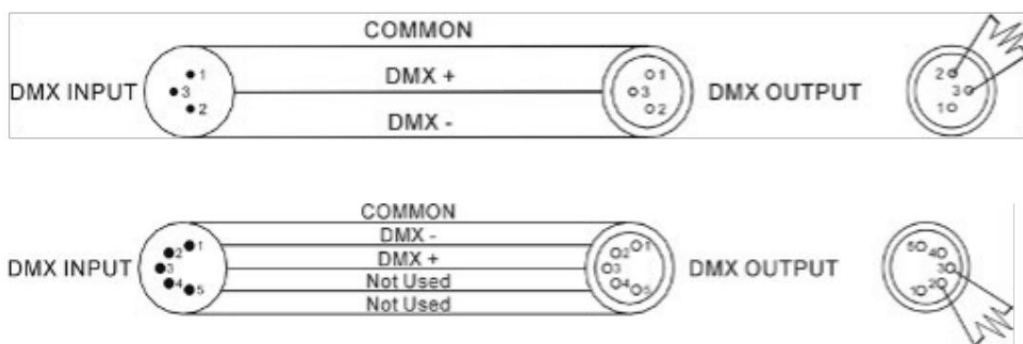 COMMON
DMX INPUT
1
3
2
DMX +
DMX -
1
3
2
DMX OUTPUT
2
3
1
COMMON
DMX -
DMX +
Not Used
Not Used
DMX INPUT
1
2
3
4
5
1
2
3
4
5
DMX OUTPUT
5
4
3
2
1